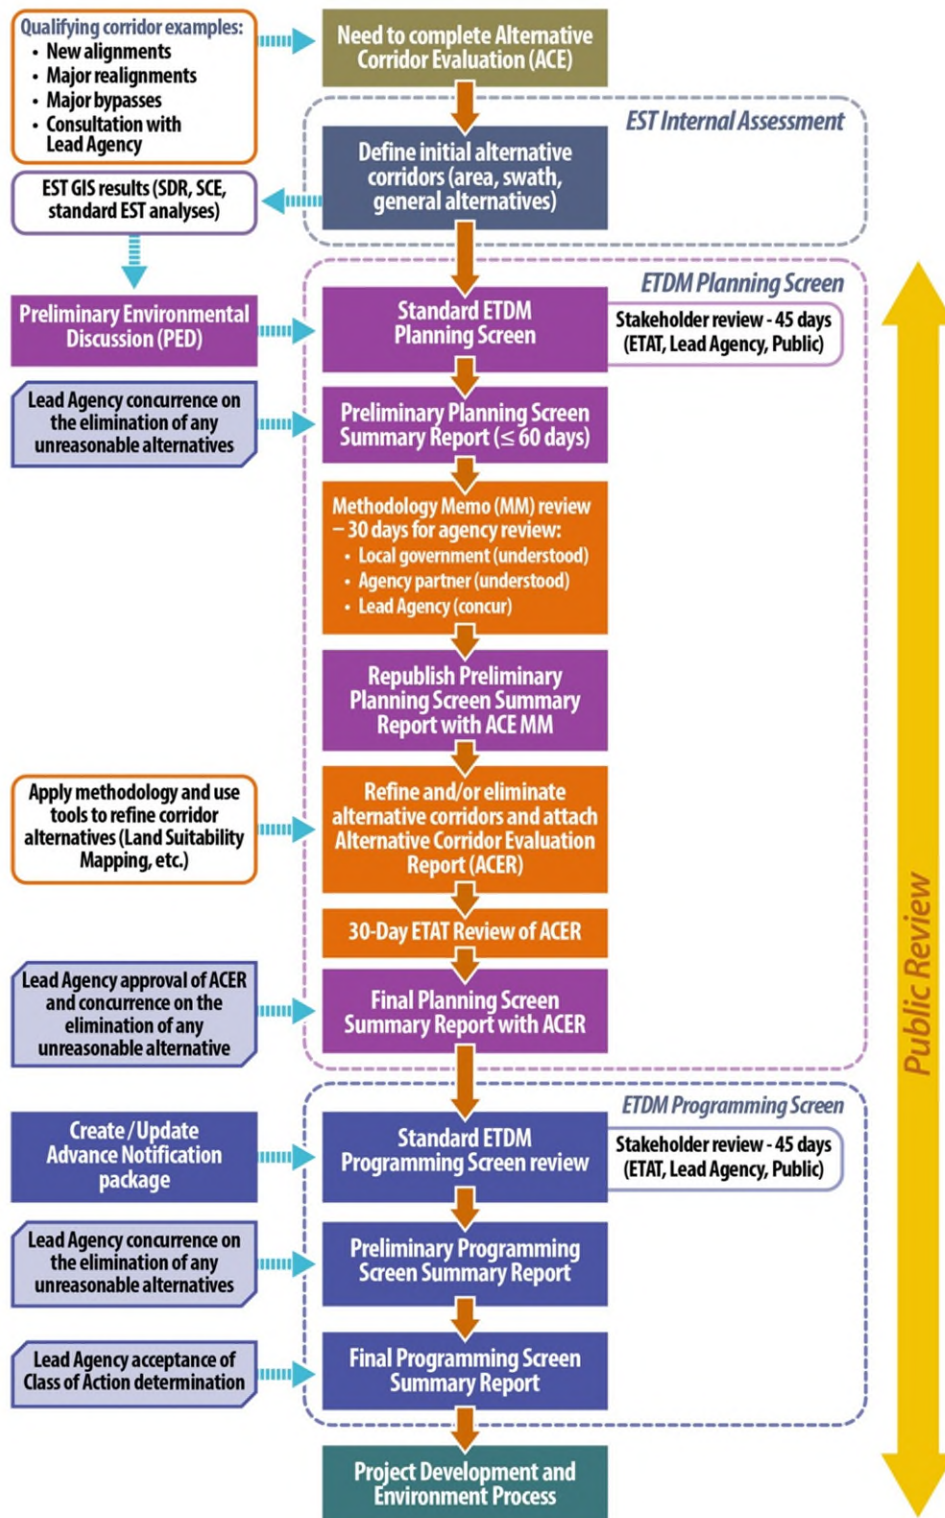 Qualifying corridor examples:
• New alignments
• Major realignments
• Major bypasses
• Consultation with
Lead Agency
Need to complete Alternative
Corridor Evaluation (ACE)
EST Internal Assessment
Define initial alternative
corridors (area, swath,
general alternatives)
EST GIS results (SDR, SCE,
standard EST analyses)
ETDM Planning Screen
Preliminary Environmental
Discussion (PED)
Standard ETDM
Planning Screen
Stakeholder review - 45 days
(ETAT, Lead Agency, Public)
Lead Agency concurrence on
the elimination of any
unreasonable alternatives
Preliminary Planning Screen
Summary Report (≤ 60 days)
Methodology Memo (MM) review
– 30 days for agency review:
• Local government (understood)
• Agency partner (understood)
• Lead Agency (concur)
Republish Preliminary
Planning Screen Summary
Report with ACE MM
Apply methodology and use
tools to refine corridor
alternatives (Land Suitability
Mapping, etc.)
Refine and/or eliminate
alternative corridors and attach
Alternative Corridor Evaluation
Report (ACER)
30-Day ETAT Review of ACER
Lead Agency approval of ACER
and concurrence on the
elimination of any
unreasonable alternative
Final Planning Screen
Summary Report with ACER
Public Review
ETDM Programming Screen
Create / Update
Advance Notification
package
Standard ETDM
Programming Screen review
Stakeholder review - 45 days
(ETAT, Lead Agency, Public)
Lead Agency concurrence on
the elimination of any
unreasonable alternatives
Preliminary Programming
Screen Summary Report
Lead Agency acceptance of
Class of Action determination
Final Programming Screen
Summary Report
Project Development and
Environment Process